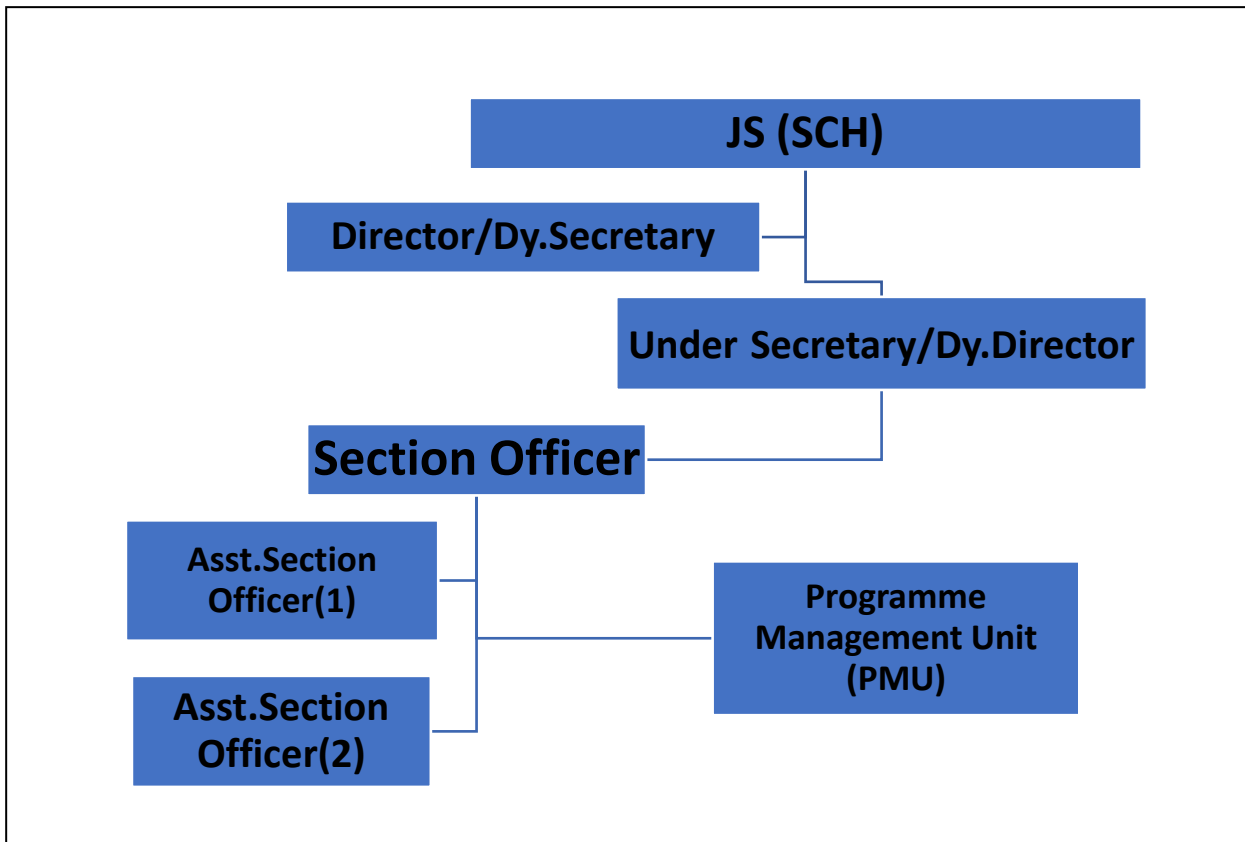 JS (SCH)
Director/Dy.Secretary
Under Secretary/Dy.Director
Section Officer
Asst.Section
Officer(1)
Programme
Management Unit
(PMU)
Asst.Section
Officer(2)